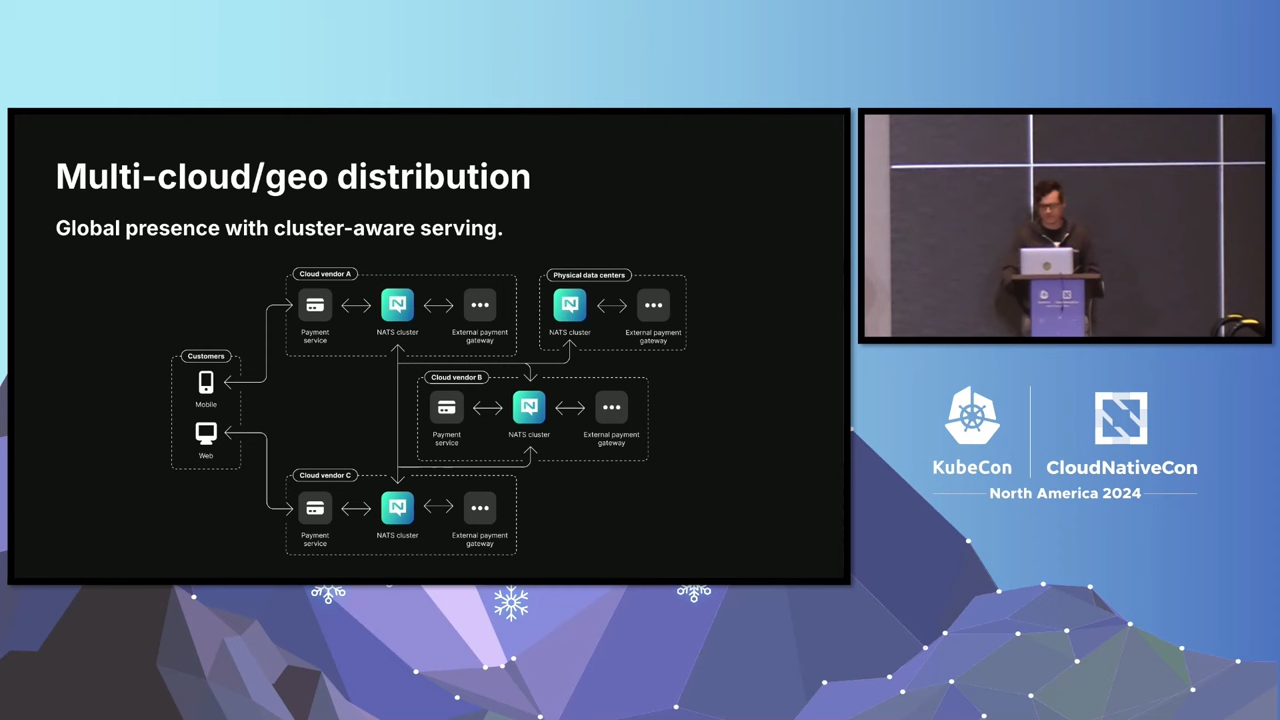 Multi-cloud/geo distribution
Global presence with cluster-aware serving.
Cloud vendor A
Payment
service
NATS cluster
External payment
gateway
Physical data centers
NATS cluster
External payment
gateway
Customers
Mobile
Web
Cloud vendor B
Payment
service
NATS cluster
External payment
gateway
Cloud vendor C
Payment
service
NATS cluster
External payment
gateway
KubeCon
CloudNativeCon
North America 2024